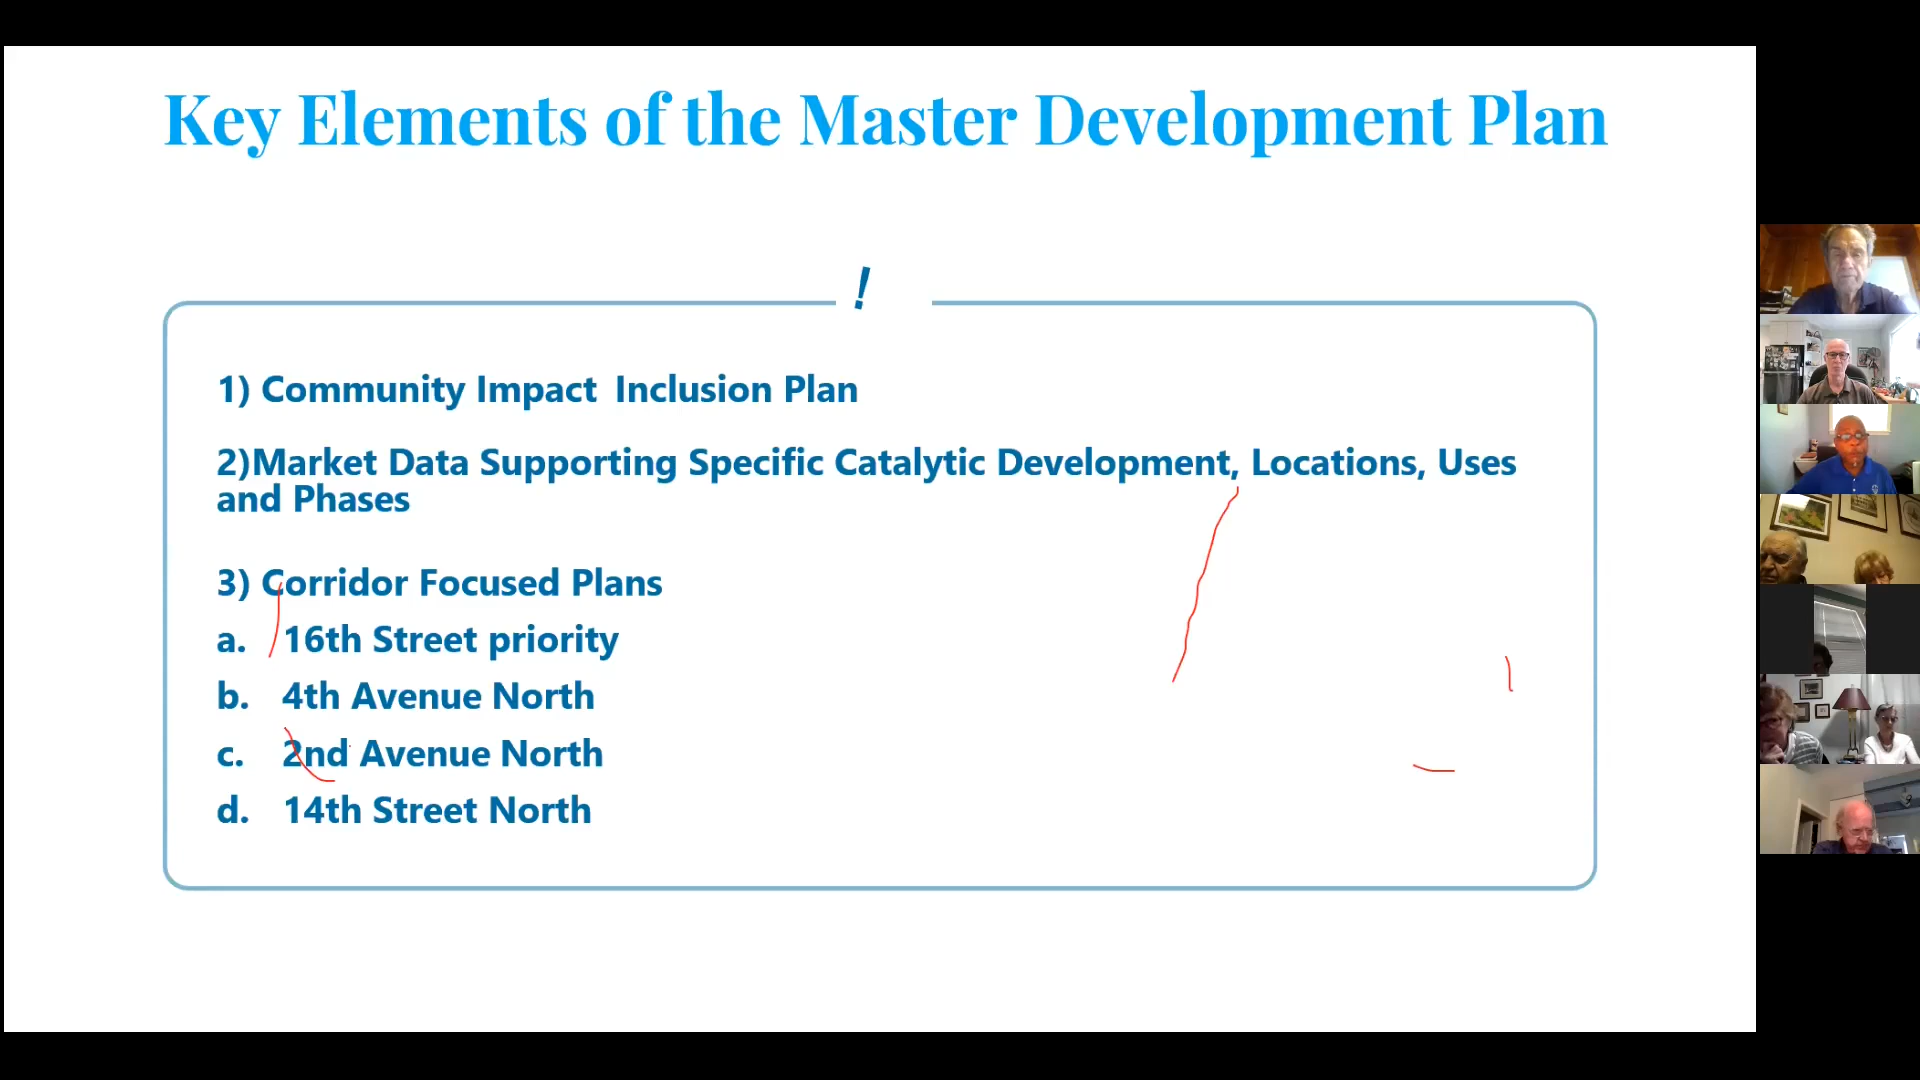 Key Elements of the Master Development Plan
!
1) Community Impact Inclusion Plan
2)Market Data Supporting Specific Catalytic Development, Locations, Uses
and Phases
3) Corridor Focused Plans
a. 16th Street priority
b. 4th Avenue North
c. 2nd Avenue North
d. 14th Street North